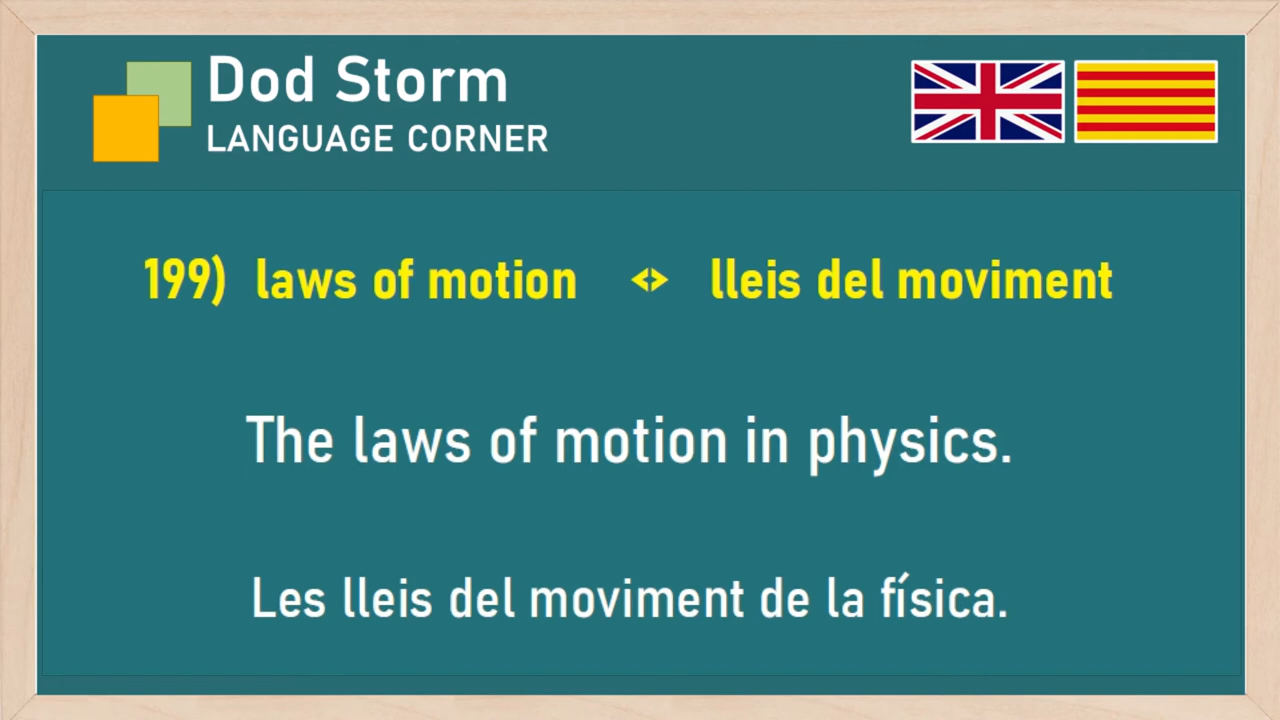 Dod Storm
LANGUAGE CORNER
199) laws of motion <> lleis del moviment
The laws of motion in physics.
Les lleis del moviment de la física.